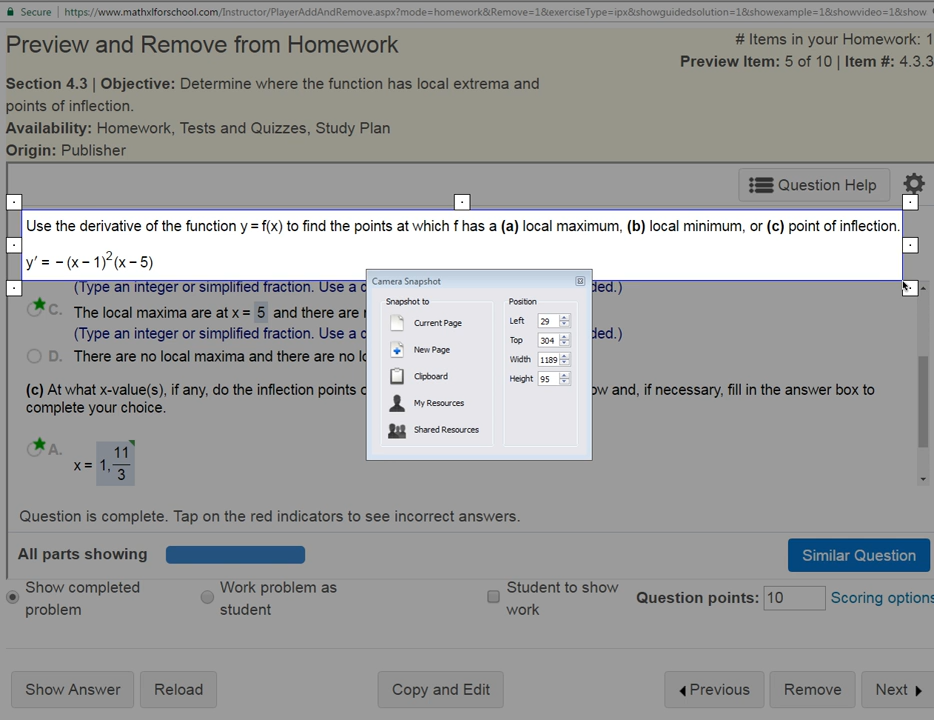 Secure | https://www.mathxlforschool.com/Instructor/PlayerAddAndRemove.aspx?mode=homework&Remove=1&exerciseType=ipx&showguidedsolution=1&showexample=1&showvideo=1&show
Preview and Remove from Homework
# Items in your Homework: 1
Preview Item: 5 of 10 | Item #: 4.3.3
Section 4.3 | Objective: Determine where the function has local extrema and
points of inflection.
Availability: Homework, Tests and Quizzes, Study Plan
Origin: Publisher
Question Help
Use the derivative of the function y = f(x) to find the points at which f has a (a) local maximum, (b) local minimum, or (c) point of inflection.
y′ = − (x − 1)²(x − 5)
(Type an integer or simplified fraction. Use a c ded.)
C. The local maxima are at x = 5 and there are
(Type an integer or simplified fraction. Use a c ded.)
D. There are no local maxima and there are no lo
(c) At what x-value(s), if any, do the inflection points o ow and, if necessary, fill in the answer box to
complete your choice.
A. x = 1, 11/3
Camera Snapshot
Snapshot to
Current Page
New Page
Clipboard
My Resources
Shared Resources
Position
Left 29
Top 304
Width 1189
Height 95
Question is complete. Tap on the red indicators to see incorrect answers.
All parts showing
Similar Question
Show completed
problem
Work problem as
student
Student to show
work
Question points: 10 Scoring options
Show Answer
Reload
Copy and Edit
Previous
Remove
Next